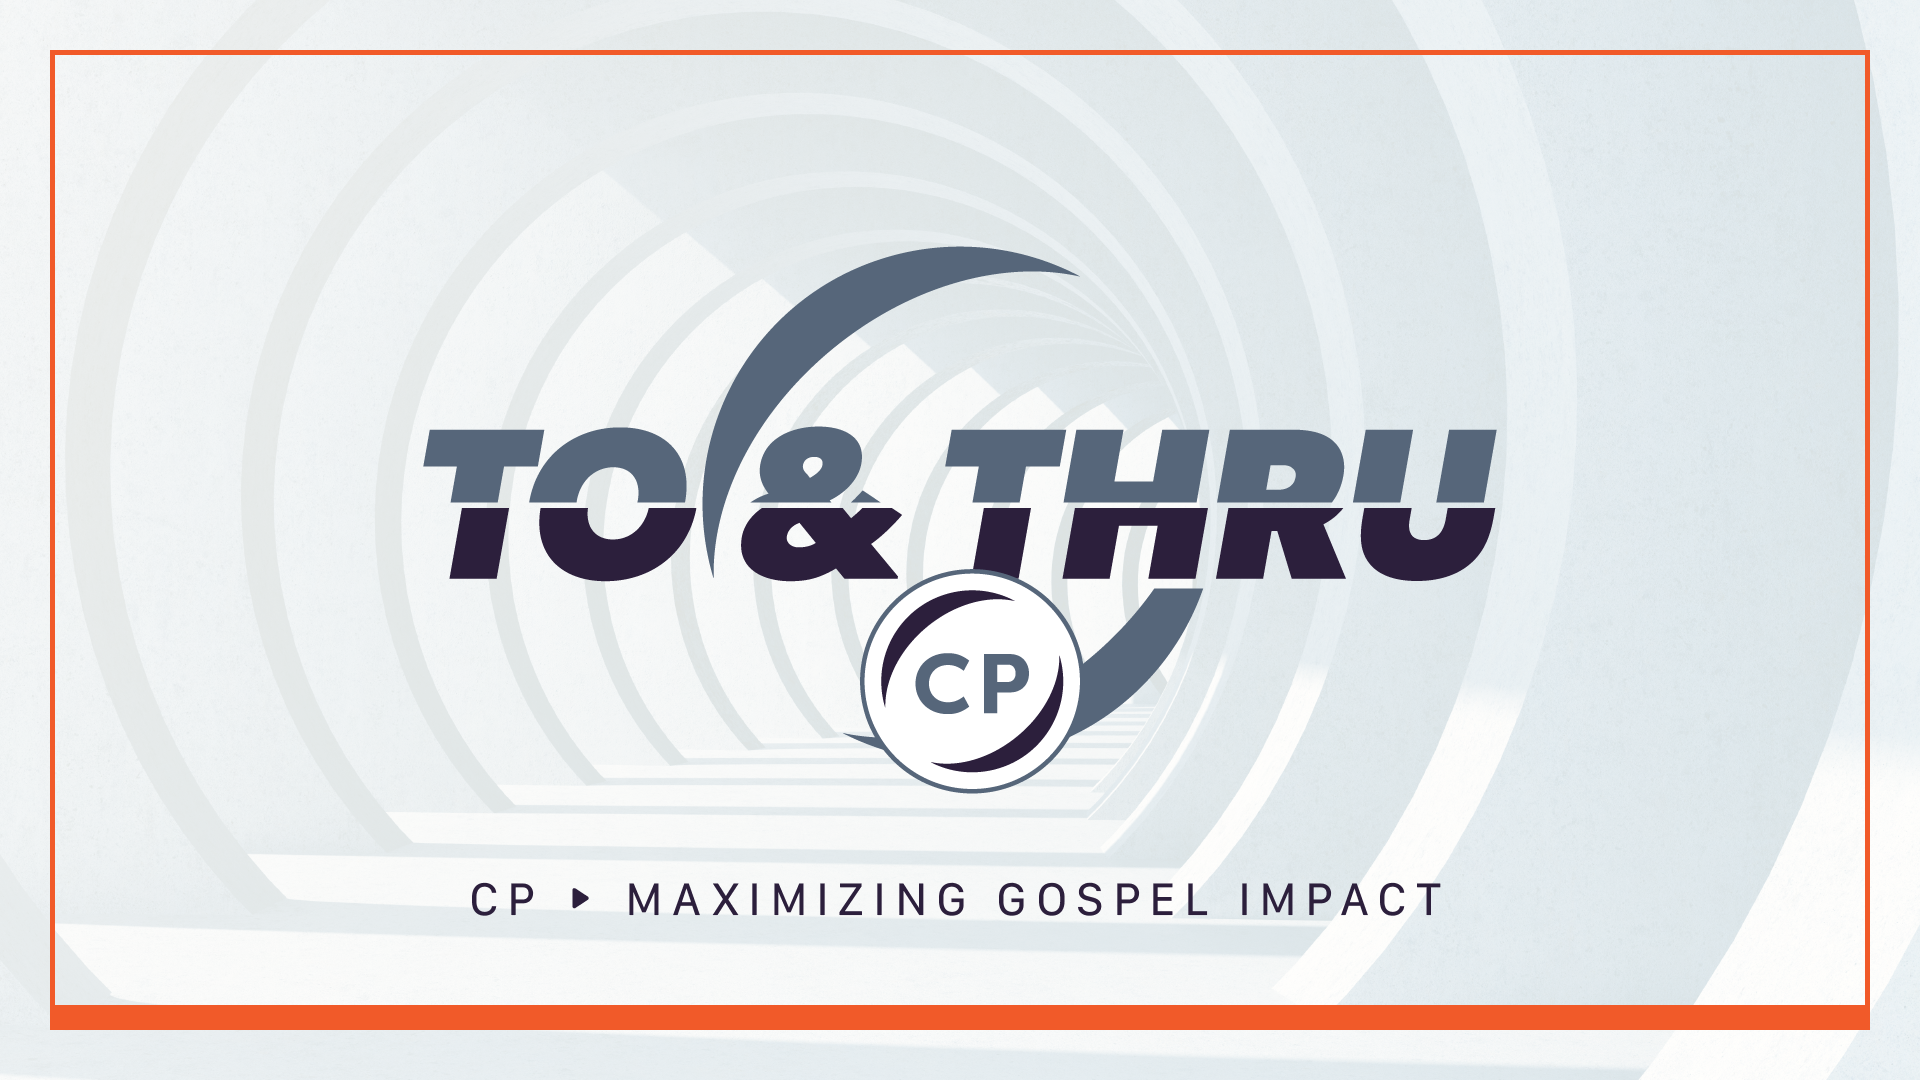 TO & THRU
CP
CP ▸ MAXIMIZING GOSPEL IMPACT